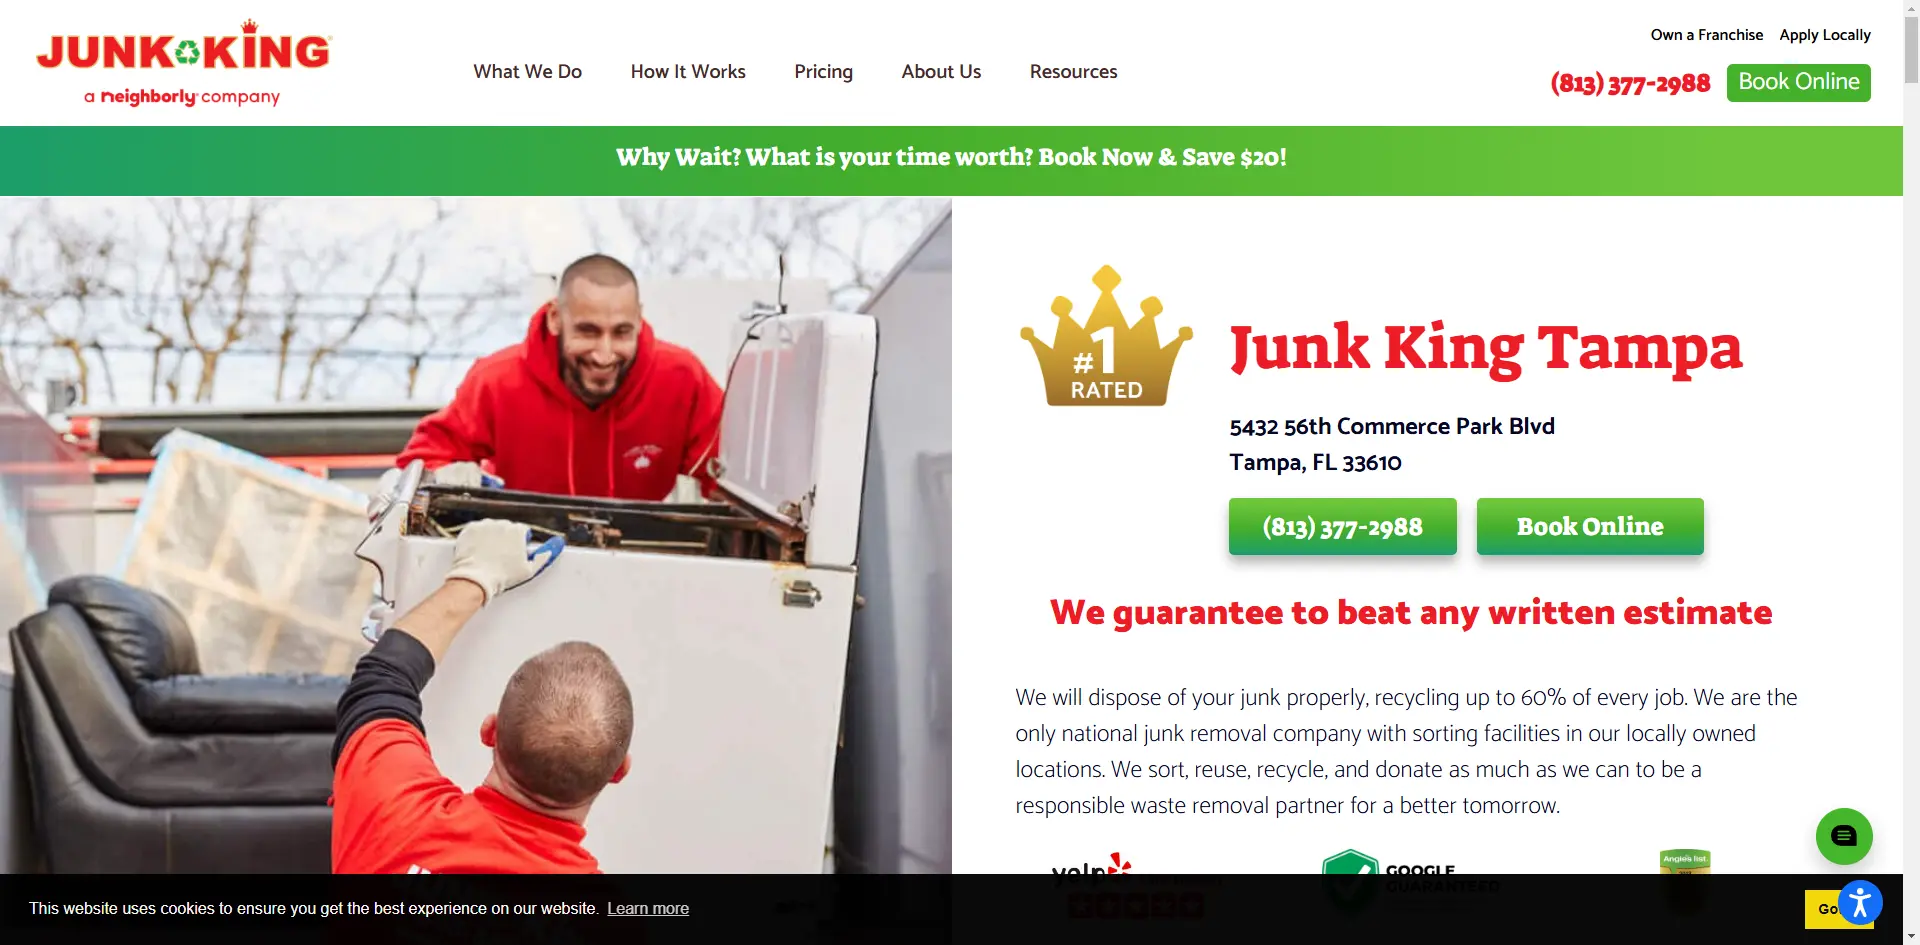 JUNK KING
a neighborly company
What We Do
How It Works
Pricing
About Us
Resources
Own a Franchise
Apply Locally
(813) 377-2988
Book Online
Why Wait? What is your time worth? Book Now & Save $20!
#1
RATED
Junk King Tampa
5432 56th Commerce Park Blvd
Tampa, FL 33610
(813) 377-2988
Book Online
We guarantee to beat any written estimate
We will dispose of your junk properly, recycling up to 60% of every job. We are the
only national junk removal company with sorting facilities in our locally owned
locations. We sort, reuse, recycle, and donate as much as we can to be a
responsible waste removal partner for a better tomorrow.
yelp
GOOGLE
GUARANTEED
Angie's list.
This website uses cookies to ensure you get the best experience on our website. Learn more